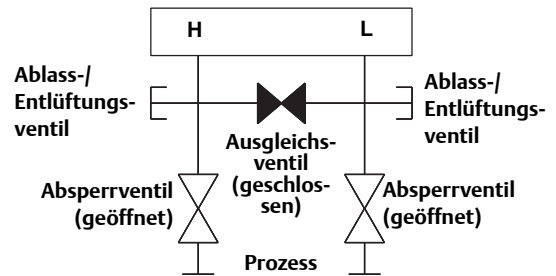 H
L
Ablass-/
Entlüftungs-
ventil
Ablass-/
Entlüftungs-
ventil
Ausgleichs-
ventil
(geschlos-
sen)
Absperrventil
(geöffnet)
Absperrventil
(geöffnet)
Prozess